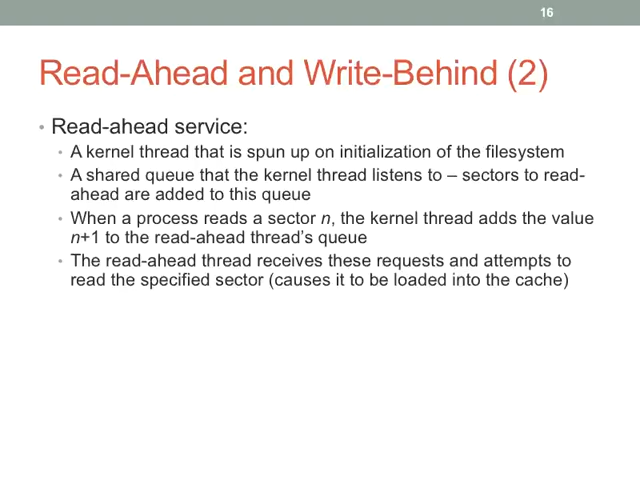 16
Read-Ahead and Write-Behind (2)
• Read-ahead service:
• A kernel thread that is spun up on initialization of the filesystem
• A shared queue that the kernel thread listens to – sectors to read-
ahead are added to this queue
• When a process reads a sector n, the kernel thread adds the value
n+1 to the read-ahead thread's queue
• The read-ahead thread receives these requests and attempts to
read the specified sector (causes it to be loaded into the cache)